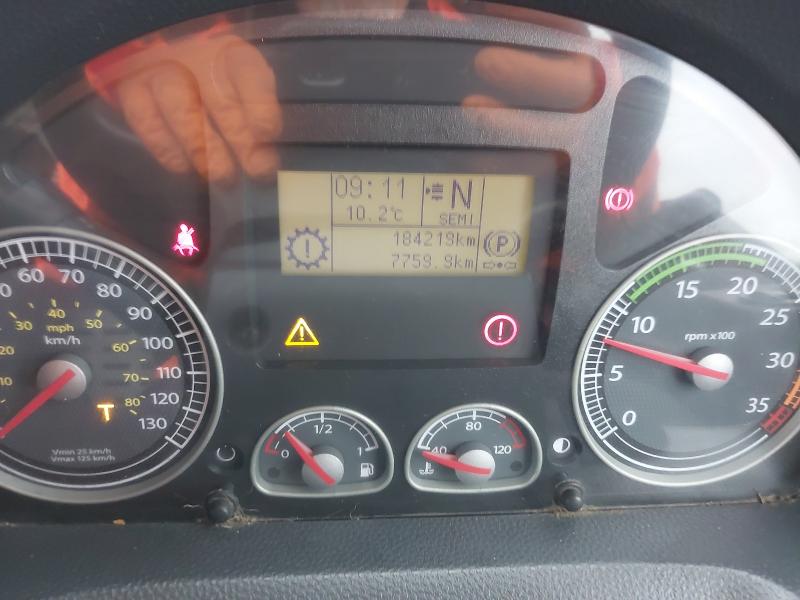 09:11
N
10.2°C
SEMI
184219km
7759.9km
P
60 70 80 90 100 110 120 130
30 40 50 60 70 80
20
10
mph
km/h
T
Vmin 25 km/h
Vmax 125 km/h
0 1/2 1
40 80 120
0 5 10 15 20 25 30 35
rpm x100